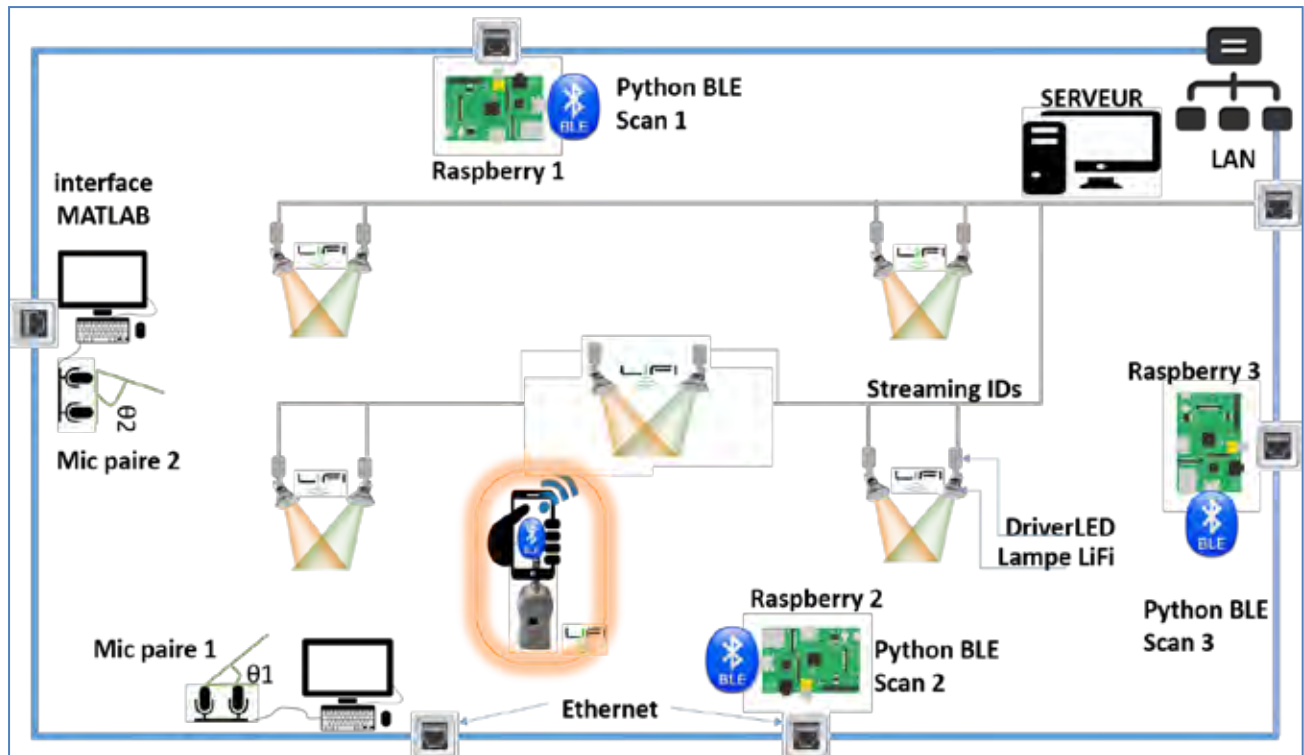 Python BLE
Scan 1
BLE
Raspberry 1
SERVEUR
LAN
interface
MATLAB
LiFi
LiFi
θ2
Mic paire 2
LiFi
Streaming IDs
Raspberry 3
BLE
LiFi
LiFi
DriverLED
Lampe LiFi
BLE
LiFi
Raspberry 2
BLE
Python BLE
Scan 2
Python BLE
Scan 3
Mic paire 1
θ1
Ethernet